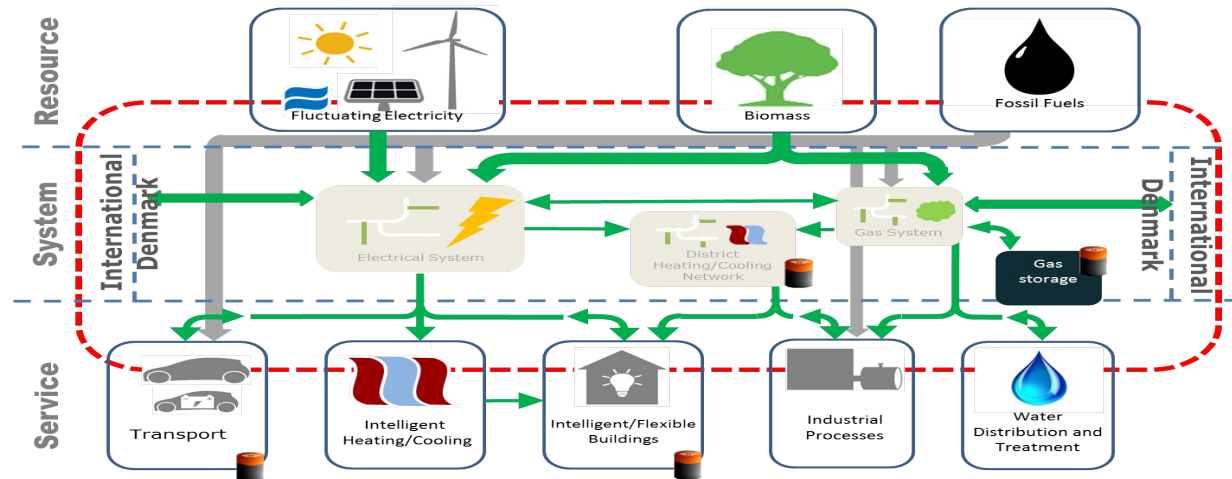 Resource
Fluctuating Electricity
Biomass
Fossil Fuels
System
International
Denmark
Electrical System
District
Heating/Cooling
Network
Gas System
Gas
storage
Denmark
International
Service
Transport
Intelligent
Heating/Cooling
Intelligent/Flexible
Buildings
Industrial
Processes
Water
Distribution and
Treatment